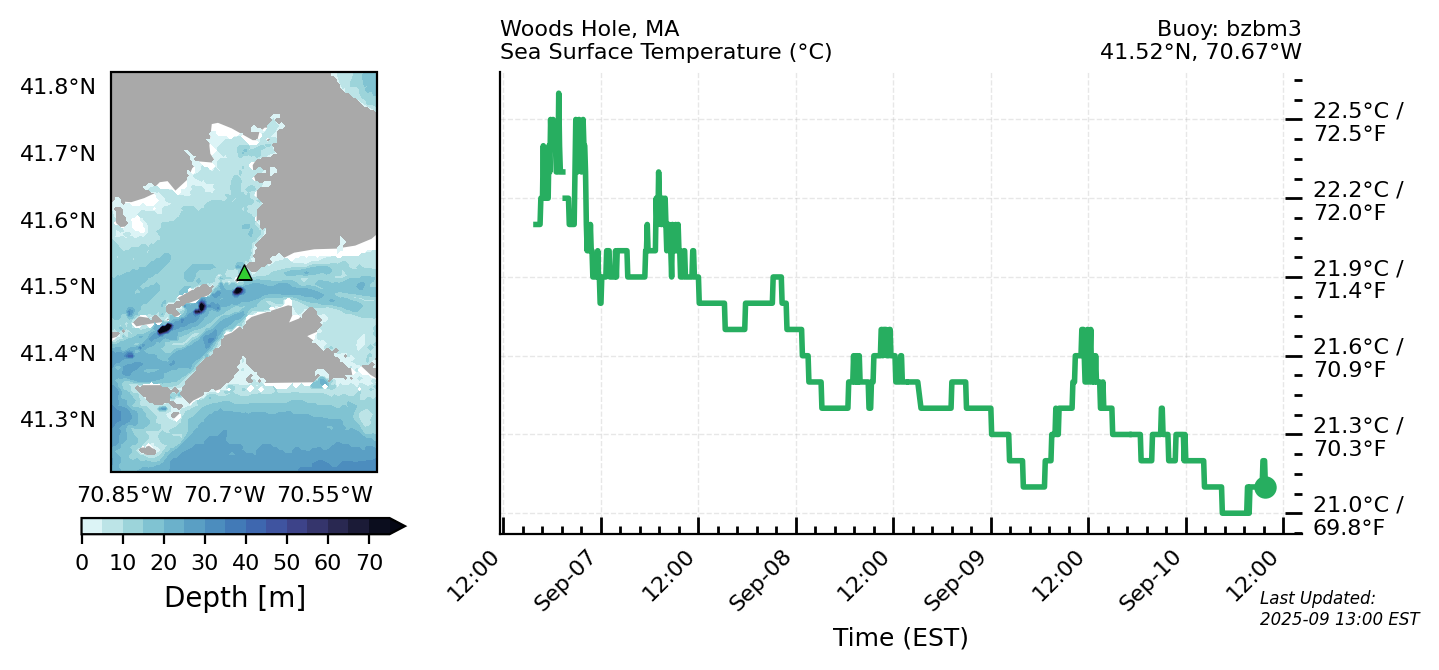 Woods Hole, MA
Sea Surface Temperature (°C)
Buoy: bzbm3
41.52°N, 70.67°W
41.8°N
41.7°N
41.6°N
41.5°N
41.4°N
41.3°N
70.85°W 70.7°W 70.55°W
0 10 20 30 40 50 60 70
Depth [m]
22.5°C /
72.5°F
22.2°C /
72.0°F
21.9°C /
71.4°F
21.6°C /
70.9°F
21.3°C /
70.3°F
21.0°C /
69.8°F
12:00 Sep-07 12:00 Sep-08 12:00 Sep-09 12:00 Sep-10 12:00
Time (EST)
Last Updated:
2025-09 13:00 EST